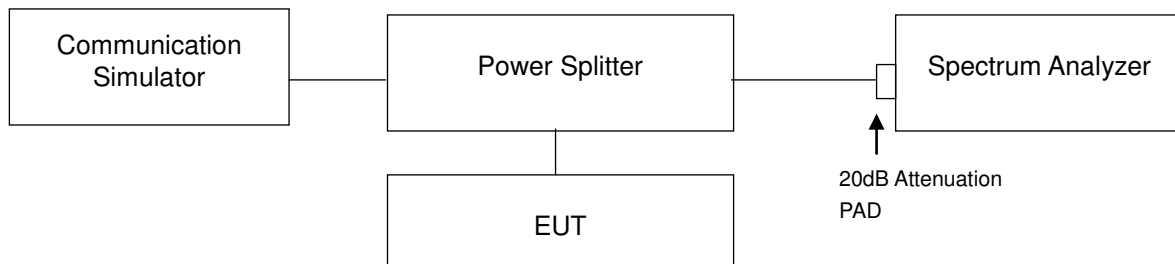 Communication
Simulator
Power Splitter
Spectrum Analyzer
20dB Attenuation
PAD
EUT